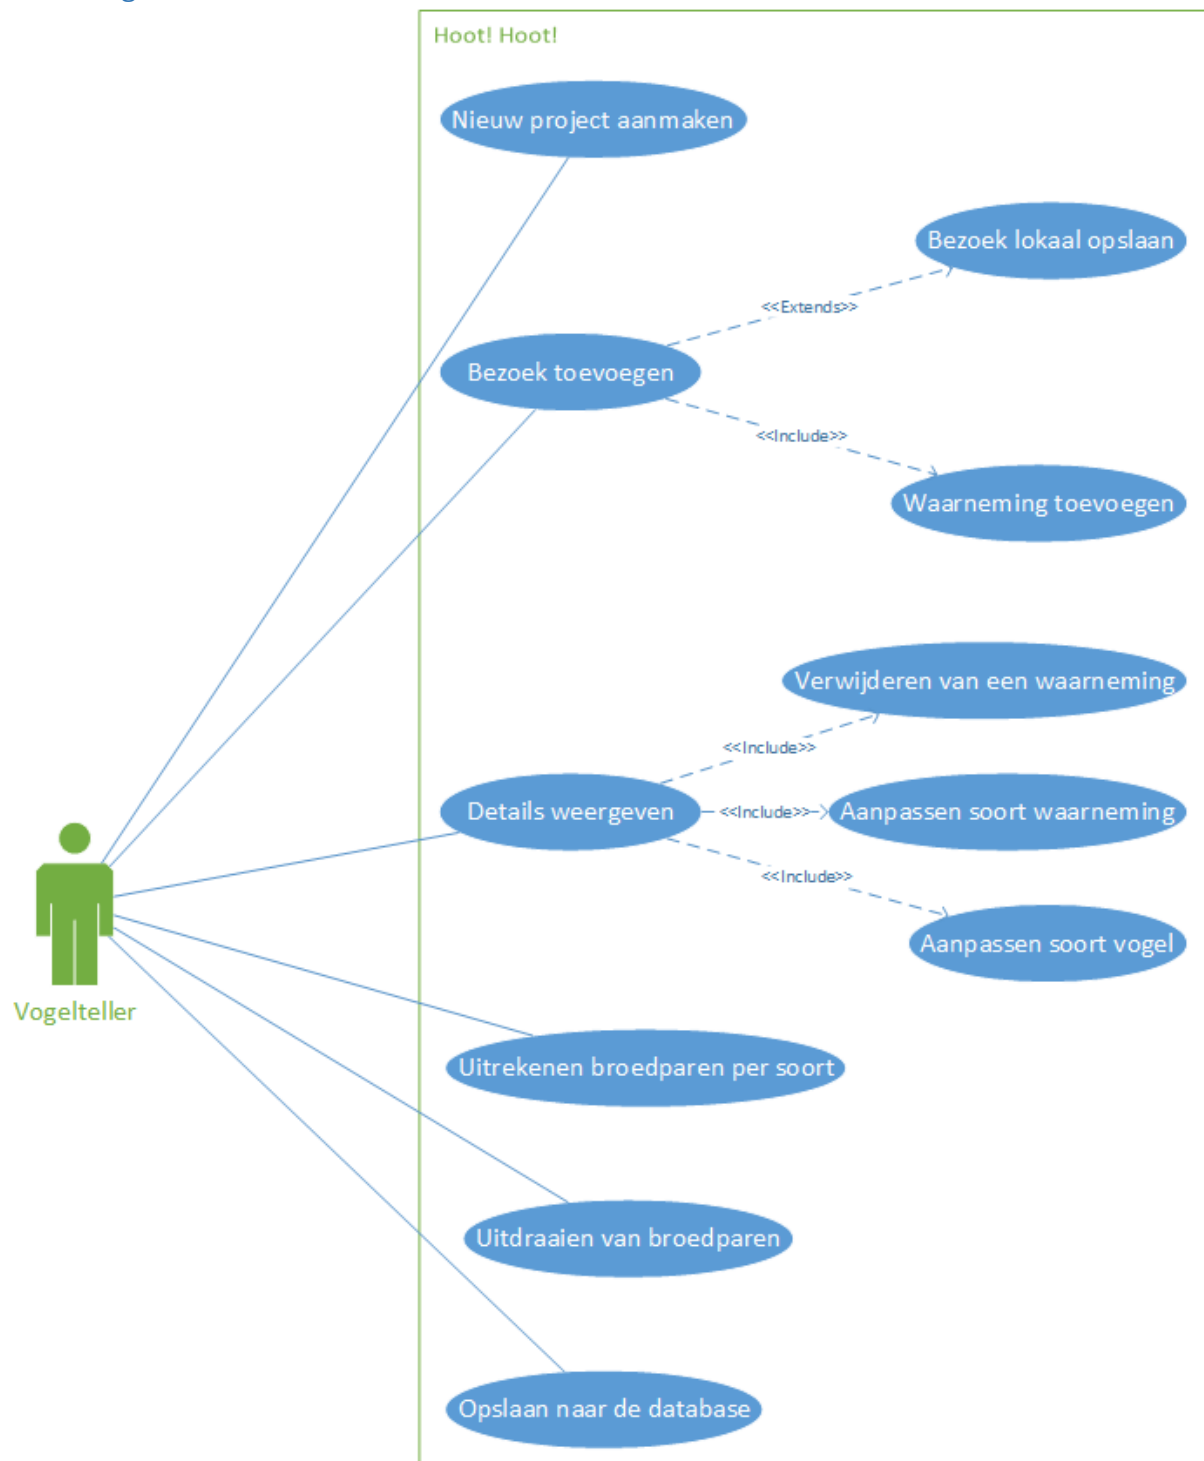 Hoot! Hoot!
Nieuw project aanmaken
Bezoek lokaal opslaan
<<Extends>>
Bezoek toevoegen
<<Include>>
Waarneming toevoegen
Verwijderen van een waarneming
<<Include>>
Details weergeven
<<Include>>
Aanpassen soort waarneming
<<Include>>
Aanpassen soort vogel
Vogelteller
Uitrekenen broedparen per soort
Uitdraaien van broedparen
Opslaan naar de database